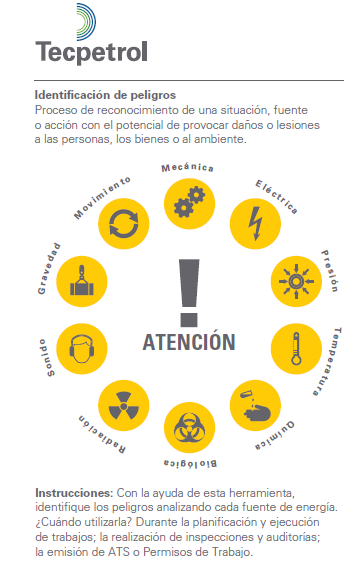 Tecpetrol
Identificación de peligros
Proceso de reconocimiento de una situación, fuente
o acción con el potencial de provocar daños o lesiones
a las personas, los bienes o al ambiente.
Mecánica
Eléctrica
Presión
Temperatura
Química
Biológica
Radiación
Sonido
Gravedad
Movimiento
!
ATENCIÓN
Instrucciones: Con la ayuda de esta herramienta,
identifique los peligros analizando cada fuente de energía.
¿Cuándo utilizarla? Durante la planificación y ejecución
de trabajos; la realización de inspecciones y auditorías;
la emisión de ATS o Permisos de Trabajo.